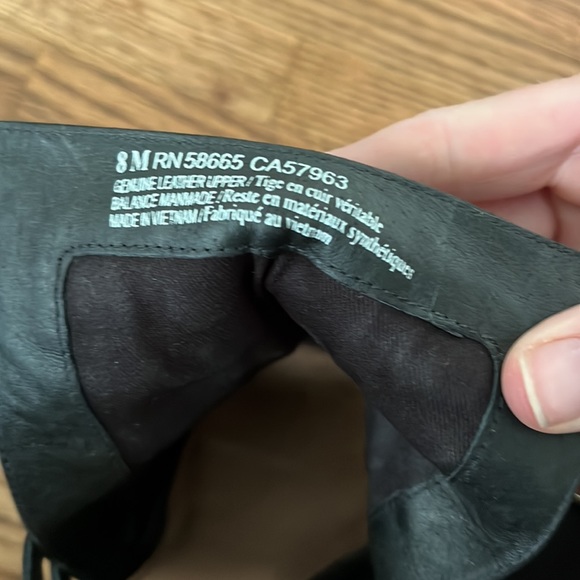 8M RN 58665 CA57963
GENUINE LEATHER UPPER / Tige en cuir véritable
BALANCE MANMADE / Reste en matériaux synthétiques
MADE IN VIETNAM / Fabriqué au vietnam